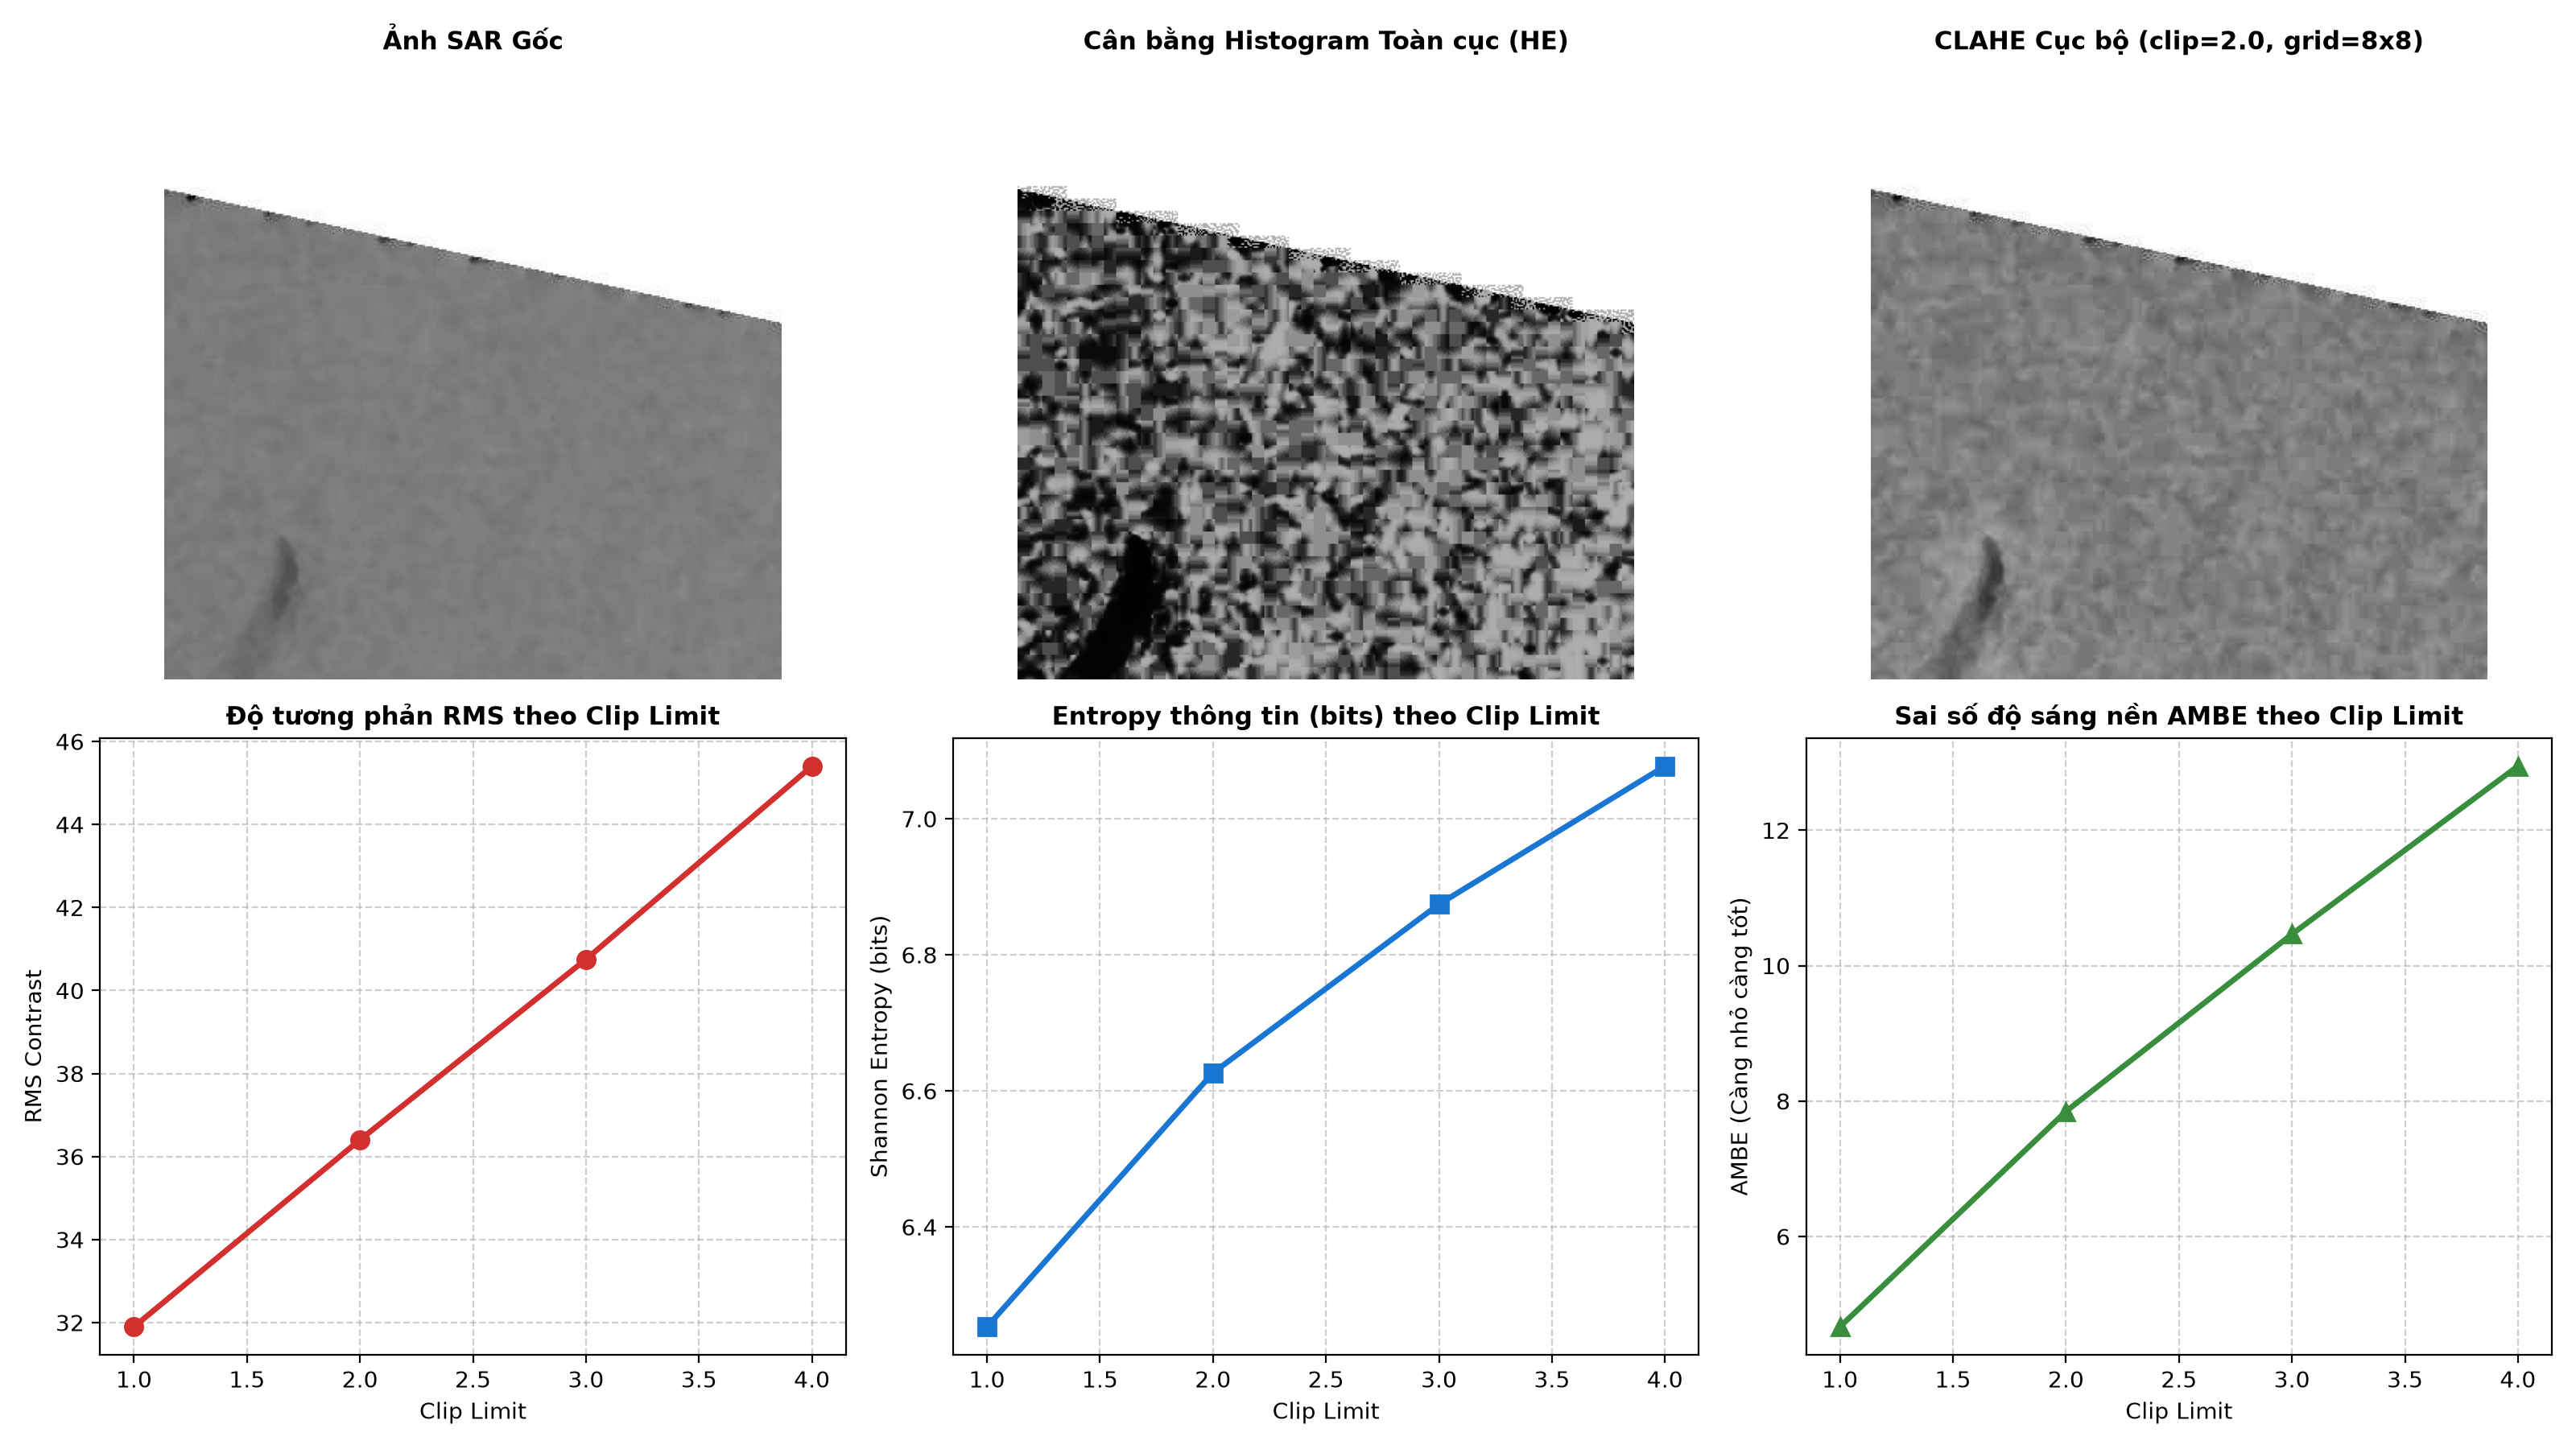 Ảnh SAR Gốc
Cân bằng Histogram Toàn cục (HE)
CLAHE Cục bộ (clip=2.0, grid=8x8)
Độ tương phản RMS theo Clip Limit
RMS Contrast
46
44
42
40
38
36
34
32
1.0 1.5 2.0 2.5 3.0 3.5 4.0
Clip Limit
Entropy thông tin (bits) theo Clip Limit
Shannon Entropy (bits)
7.0
6.8
6.6
6.4
1.0 1.5 2.0 2.5 3.0 3.5 4.0
Clip Limit
Sai số độ sáng nền AMBE theo Clip Limit
AMBE (Càng nhỏ càng tốt)
12
10
8
6
1.0 1.5 2.0 2.5 3.0 3.5 4.0
Clip Limit